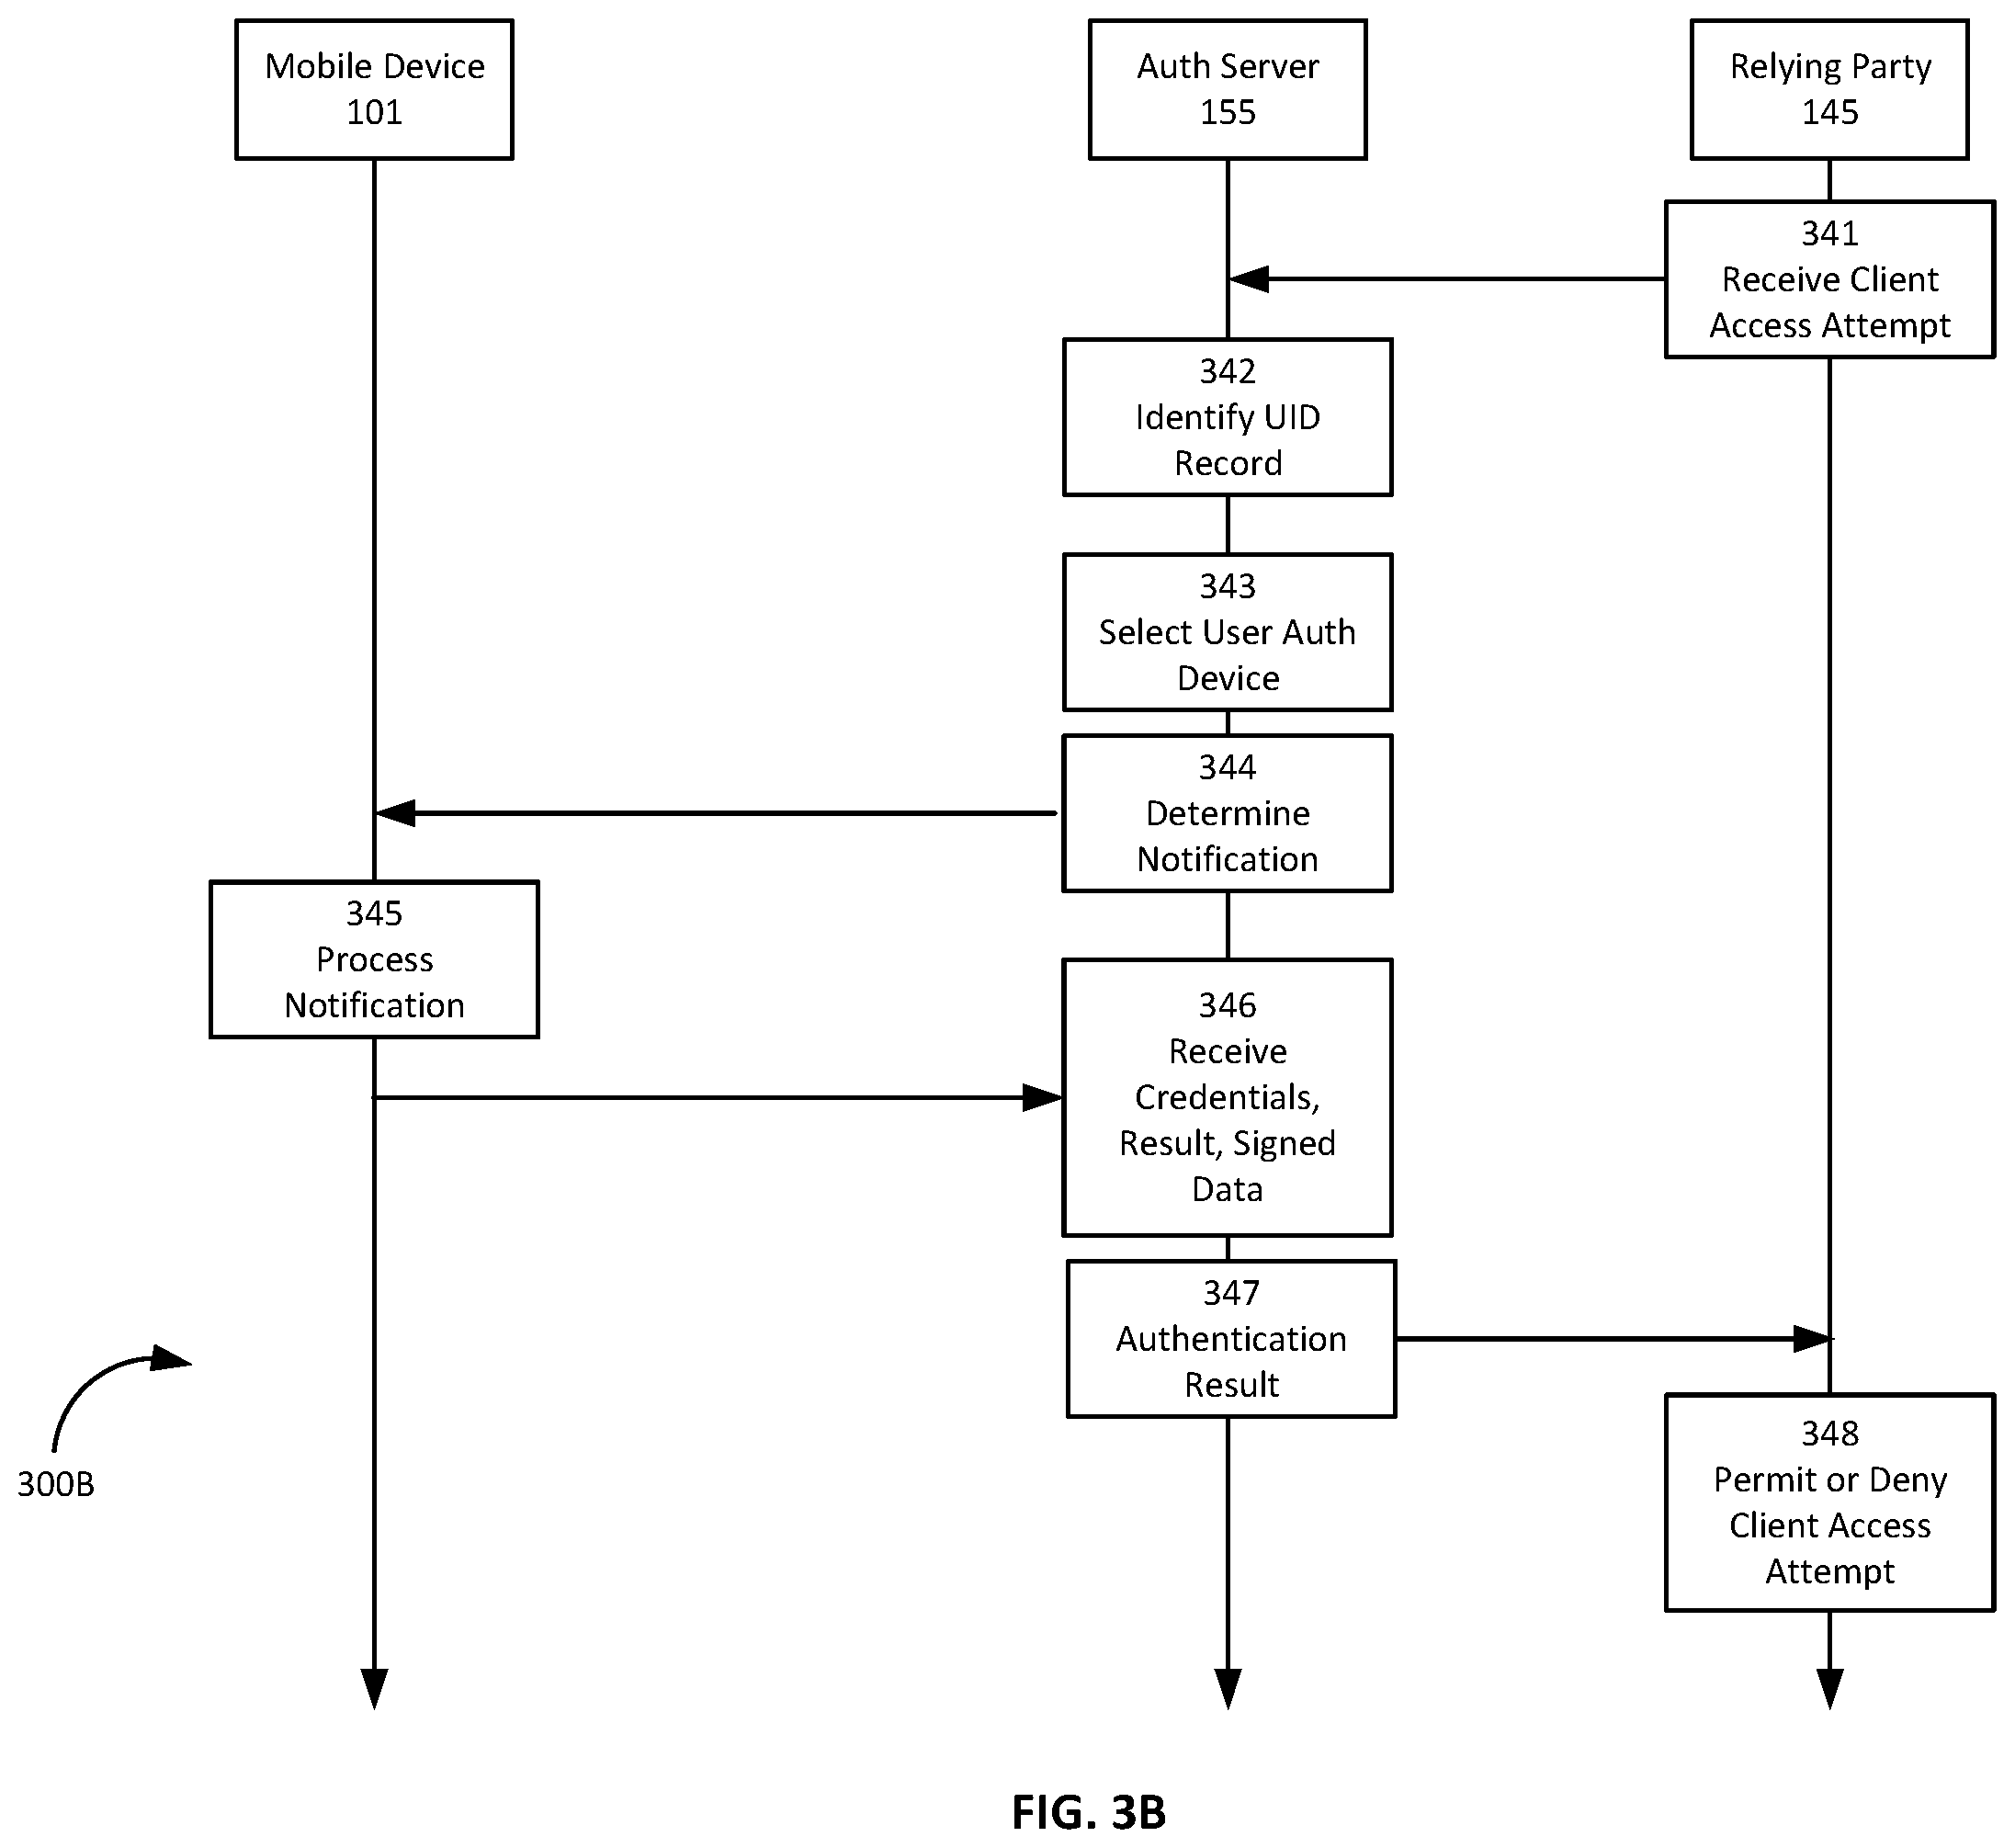 Mobile Device
101
Auth Server
155
Relying Party
145
341
Receive Client
Access Attempt
342
Identify UID
Record
343
Select User Auth
Device
344
Determine
Notification
345
Process
Notification
346
Receive
Credentials,
Result, Signed
Data
347
Authentication
Result
348
Permit or Deny
Client Access
Attempt
300B
FIG. 3B